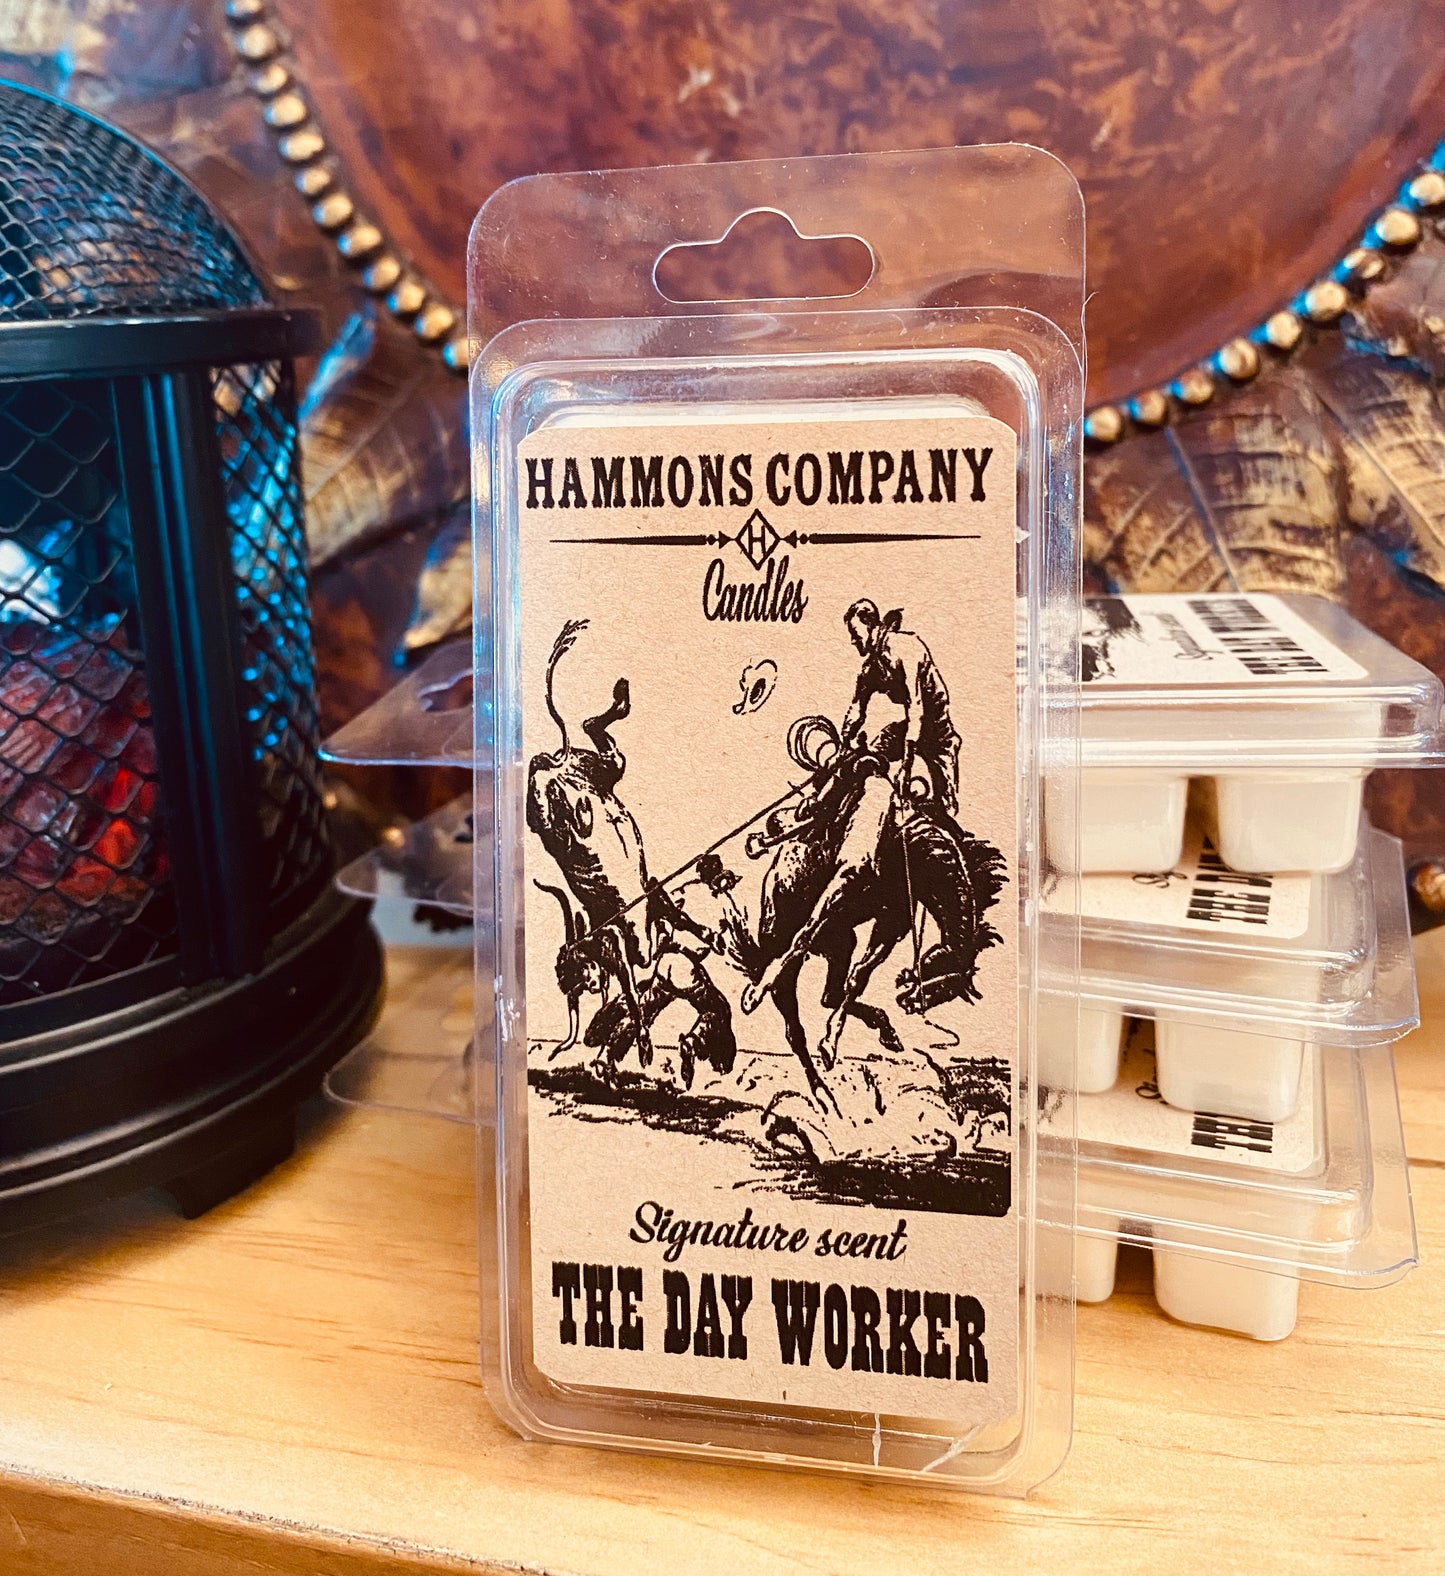 HAMMONS COMPANY
H
Candles
Signature scent
THE DAY WORKER